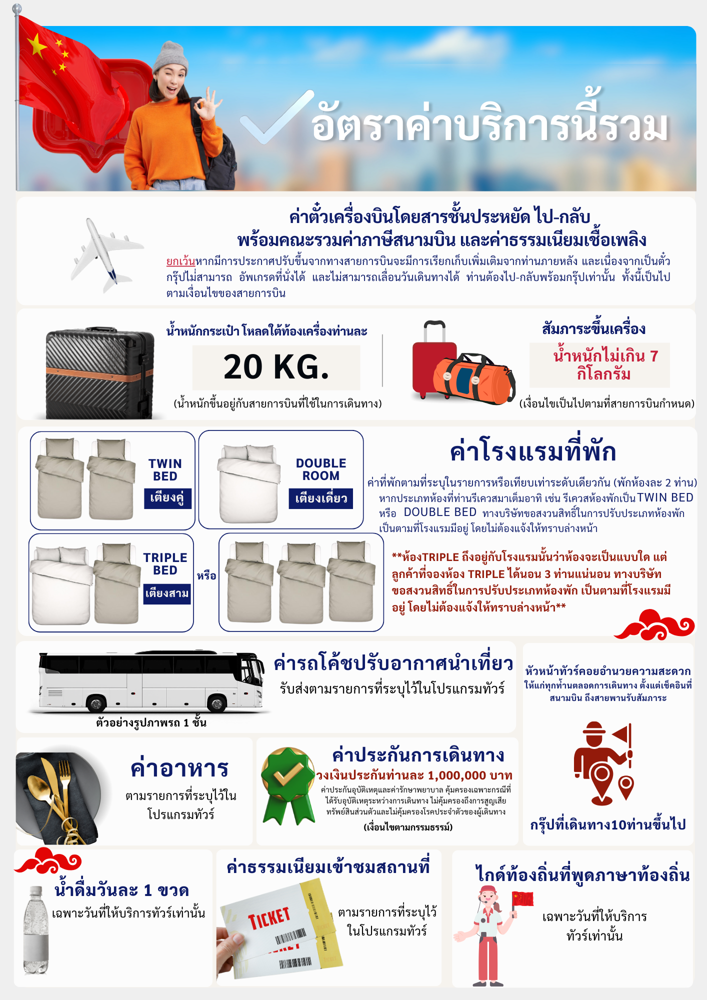 อัตราค่าบริการนี้รวม
ค่าตั๋วเครื่องบินโดยสารชั้นประหยัด ไป-กลับ
พร้อมคณะรวมค่าภาษีสนามบิน และค่าธรรมเนียมเชื้อเพลิง
ยกเว้นหากมีการประกาศปรับขึ้นจากทางสายการบินจะมีการเรียกเก็บเพิ่มเติมจากท่านภายหลัง และเนื่องจากเป็นตั๋ว
กรุ๊ปไม่สามารถ อัพเกรดที่นั่งได้ และไม่สามารถเลื่อนวันเดินทางได้ ท่านต้องไป-กลับพร้อมกรุ๊ปเท่านั้น ทั้งนี้เป็นไป
ตามเงื่อนไขของสายการบิน
น้ำหนักกระเป๋า โหลดใต้ท้องเครื่องท่านละ
20 KG.
(น้ำหนักขึ้นอยู่กับสายการบินที่ใช้ในการเดินทาง)
สัมภาระขึ้นเครื่อง
น้ำหนักไม่เกิน 7
กิโลกรัม
(เงื่อนไขเป็นไปตามที่สายการบินกำหนด)
TWIN
BED
เตียงคู่
DOUBLE
ROOM
เตียงเดี่ยว
TRIPLE
BED
เตียงสาม
หรือ
ค่าโรงแรมที่พัก
ค่าที่พักตามที่ระบุในรายการหรือเทียบเท่าระดับเดียวกัน (พักห้องละ 2 ท่าน)
หากประเภทห้องที่ท่านรีเควสมาเต็มอาทิ เช่น รีเควสห้องพักเป็น TWIN BED
หรือ DOUBLE BED ทางบริษัทขอสงวนสิทธิ์ในการปรับประเภทห้องพัก
เป็นตามที่โรงแรมมีอยู่ โดยไม่ต้องแจ้งให้ทราบล่างหน้า
**ห้องTRIPLE ถึงอยู่กับโรงแรมนั้นว่าห้องจะเป็นแบบใด แต่
ลูกค้าที่จองห้อง TRIPLE ได้นอน 3 ท่านแน่นอน ทางบริษัท
ขอสงวนสิทธิ์ในการปรับประเภทห้องพัก เป็นตามที่โรงแรมมี
อยู่ โดยไม่ต้องแจ้งให้ทราบล่างหน้า**
ค่ารถโค้ชปรับอากาศนำเที่ยว
รับส่งตามรายการที่ระบุไว้ในโปรแกรมทัวร์
ตัวอย่างรูปภาพรถ 1 ชั้น
หัวหน้าทัวร์คอยอำนวยความสะดวก
ให้แก่ทุกท่านตลอดการเดินทาง ตั้งแต่เช็คอินที่
สนามบิน ถึงสายพานรับสัมภาระ
กรุ๊ปที่เดินทาง10ท่านขึ้นไป
ค่าอาหาร
ตามรายการที่ระบุไว้ใน
โปรแกรมทัวร์
ค่าประกันการเดินทาง
วงเงินประกันท่านละ 1,000,000 บาท
ค่าประกันอุบัติเหตุและค่ารักษาพยาบาล คุ้มครองเฉพาะกรณีที่
ได้รับอุบัติเหตุระหว่างการเดินทาง ไม่คุ้มครองถึงการสูญเสีย
ทรัพย์สินส่วนตัวและไม่คุ้มครองโรคประจำตัวของผู้เดินทาง
(เงื่อนไขตามกรรมธรรม์)
น้ำดื่มวันละ 1 ขวด
เฉพาะวันที่ให้บริการทัวร์เท่านั้น
ค่าธรรมเนียมเข้าชมสถานที่
TICKET
ตามรายการที่ระบุไว้
ในโปรแกรมทัวร์
ไกด์ท้องถิ่นที่พูดภาษาท้องถิ่น
เฉพาะวันที่ให้บริการ
ทัวร์เท่านั้น